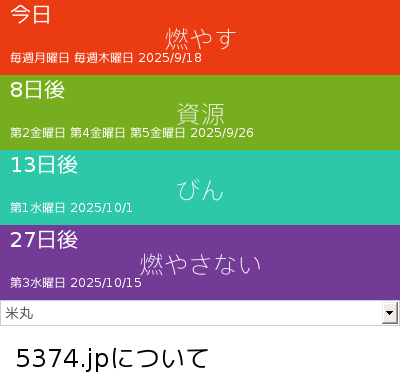 今日
燃やす
毎週月曜日 毎週木曜日 2025/9/18
8日後
資源
第2金曜日 第4金曜日 第5金曜日 2025/9/26
13日後
びん
第1水曜日 2025/10/1
27日後
燃やさない
第3水曜日 2025/10/15
米丸
5374.jpについて